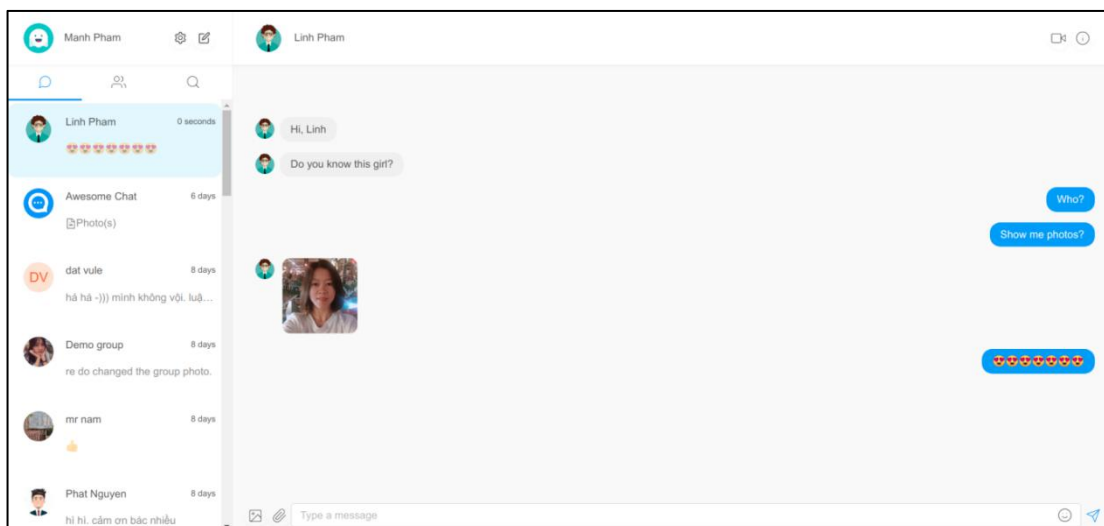 Manh Pham
Linh Pham
Linh Pham
0 seconds
😍😍😍😍😍😍😍
Awesome Chat
6 days
Photo(s)
DV
dat vule
8 days
há há -))) mình không vội. luậ...
Demo group
8 days
re do changed the group photo.
mr nam
8 days
👍
Phat Nguyen
8 days
hì hì. cảm ơn bác nhiều
Hi, Linh
Do you know this girl?
Who?
Show me photos?
😍😍😍😍😍😍😍
Type a message